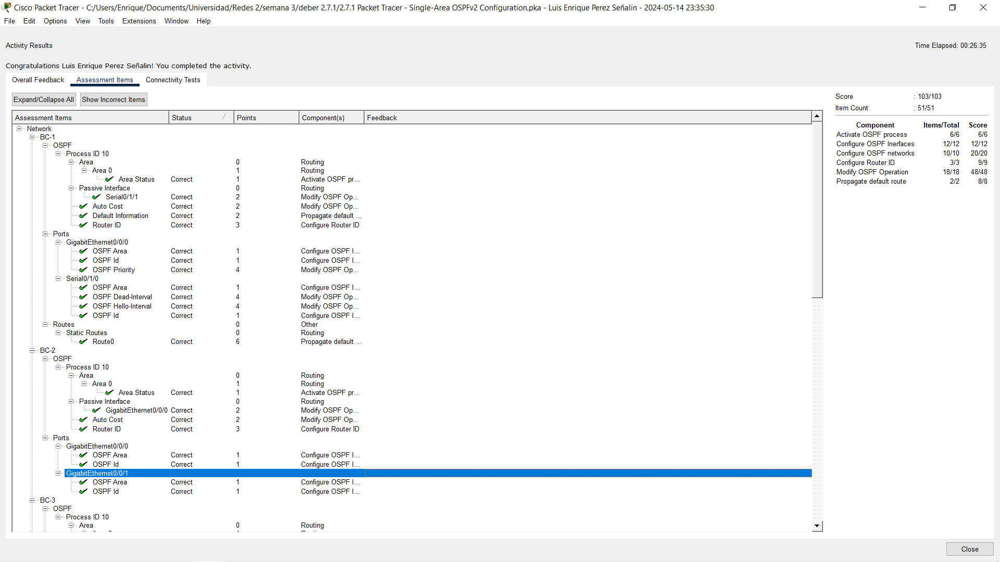 Cisco Packet Tracer - C:/Users/Enrique/Documents/Universidad/Redes 2/semana 3/deber 2.7.1/2.7.1 Packet Tracer - Single-Area OSPFv2 Configuration.pka - Luis Enrique Perez Señalin - 2024-05-14 23:35:30
File Edit Options View Tools Extensions Window Help
Activity Results
Time Elapsed: 00:26:35
Congratulations Luis Enrique Perez Señalin! You completed the activity.
Overall Feedback Assessment Items Connectivity Tests
Expand/Collapse All Show Incorrect Items
Assessment Items Status Points Component(s) Feedback
Network
BC-1
OSPF
Process ID 10
Area 0 Routing
Area 0 1 Routing
Area Status Correct 1 Activate OSPF pr...
Passive Interface 0 Routing
Serial0/1/1 Correct 2 Modify OSPF Op...
Auto Cost Correct 2 Modify OSPF Op...
Default Information Correct 2 Propagate default ...
Router ID Correct 3 Configure Router ID
Ports
GigabitEthernet0/0/0
OSPF Area Correct 1 Configure OSPF I...
OSPF Id Correct 1 Configure OSPF I...
OSPF Priority Correct 4 Modify OSPF Op...
Serial0/1/0
OSPF Area Correct 1 Configure OSPF I...
OSPF Dead-Interval Correct 4 Modify OSPF Op...
OSPF Hello-Interval Correct 4 Modify OSPF Op...
OSPF Id Correct 1 Configure OSPF I...
Routes 0 Other
Static Routes 0 Routing
Route0 Correct 6 Propagate default ...
BC-2
OSPF
Process ID 10
Area 0 Routing
Area 0 1 Routing
Area Status Correct 1 Activate OSPF pr...
Passive Interface 0 Routing
GigabitEthernet0/0/0 Correct 2 Modify OSPF Op...
Auto Cost Correct 2 Modify OSPF Op...
Router ID Correct 3 Configure Router ID
Ports
GigabitEthernet0/0/0
OSPF Area Correct 1 Configure OSPF I...
OSPF Id Correct 1 Configure OSPF I...
GigabitEthernet0/0/1
OSPF Area Correct 1 Configure OSPF I...
OSPF Id Correct 1 Configure OSPF I...
BC-3
OSPF
Process ID 10
Area 0 Routing
Score : 103/103
Item Count : 51/51
Component Items/Total Score
Activate OSPF process 6/6 6/6
Configure OSPF Inerfaces 12/12 12/12
Configure OSPF networks 10/10 20/20
Configure Router ID 3/3 9/9
Modify OSPF Operation 18/18 48/48
Propagate default route 2/2 8/8
Close